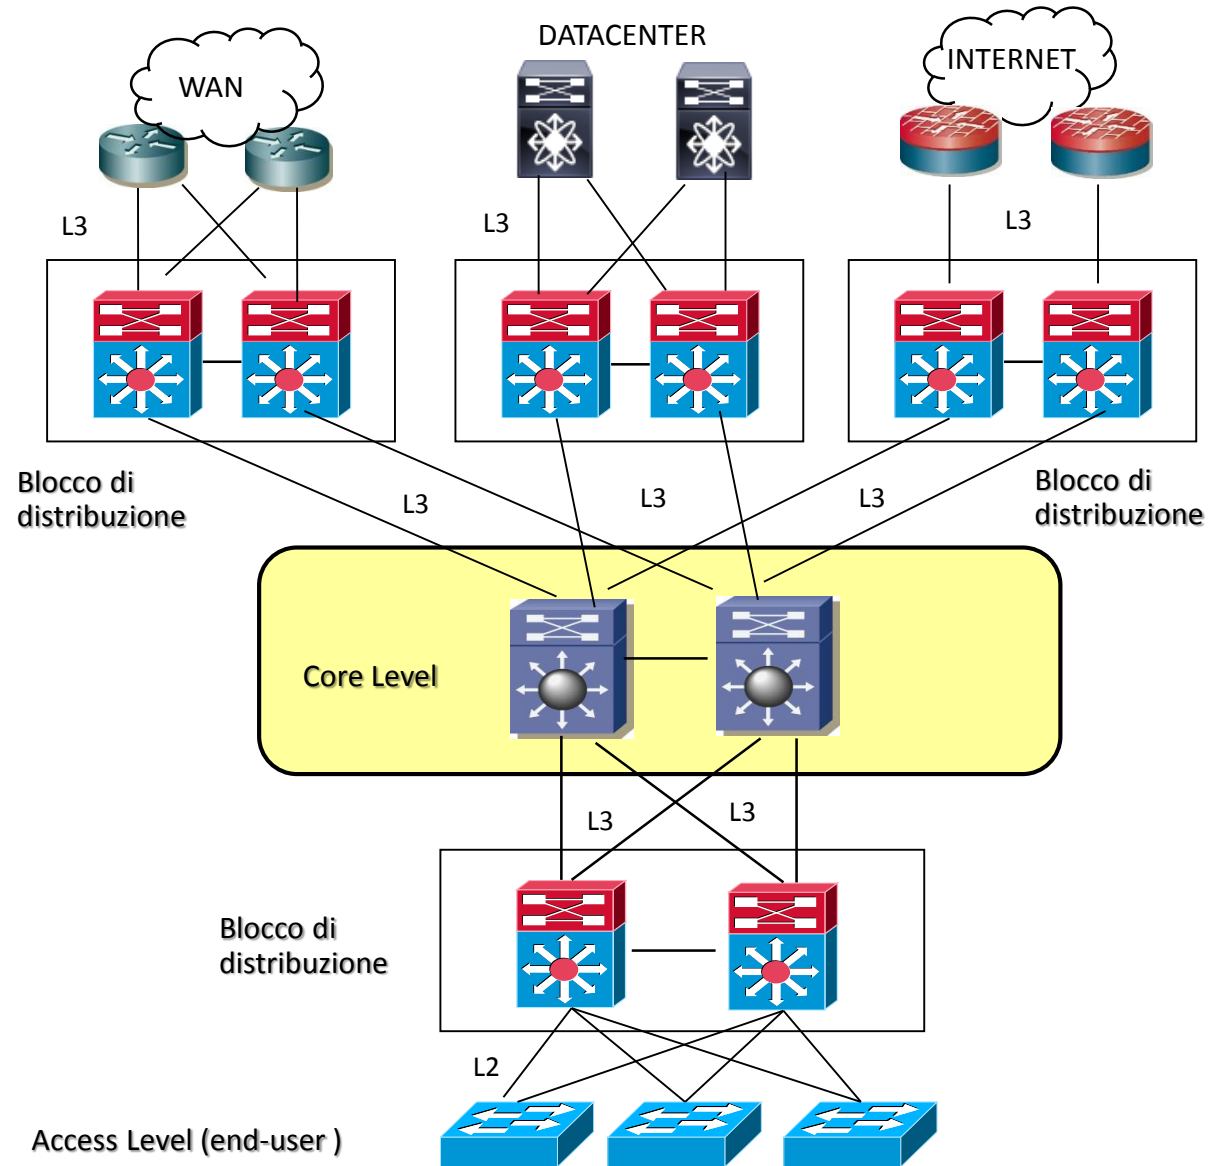 DATACENTER
WAN
INTERNET
L3
L3
L3
Blocco di
distribuzione
Blocco di
distribuzione
L3
L3
L3
Core Level
L3
L3
Blocco di
distribuzione
L2
Access Level (end-user )